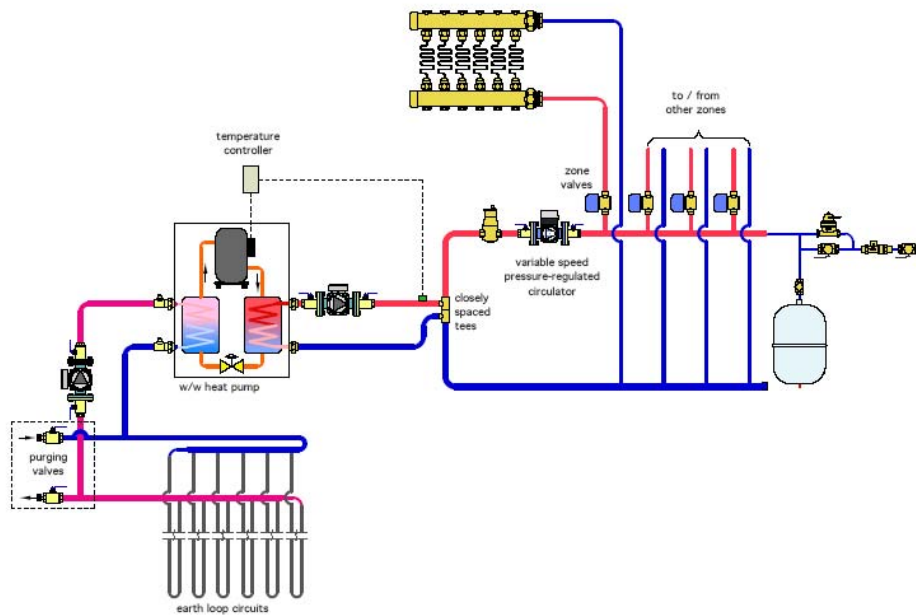 to / from
other zones
temperature
controller
zone
valves
variable speed
pressure-regulated
circulator
closely
spaced
tees
w/w heat pump
purging
valves
earth loop circuits